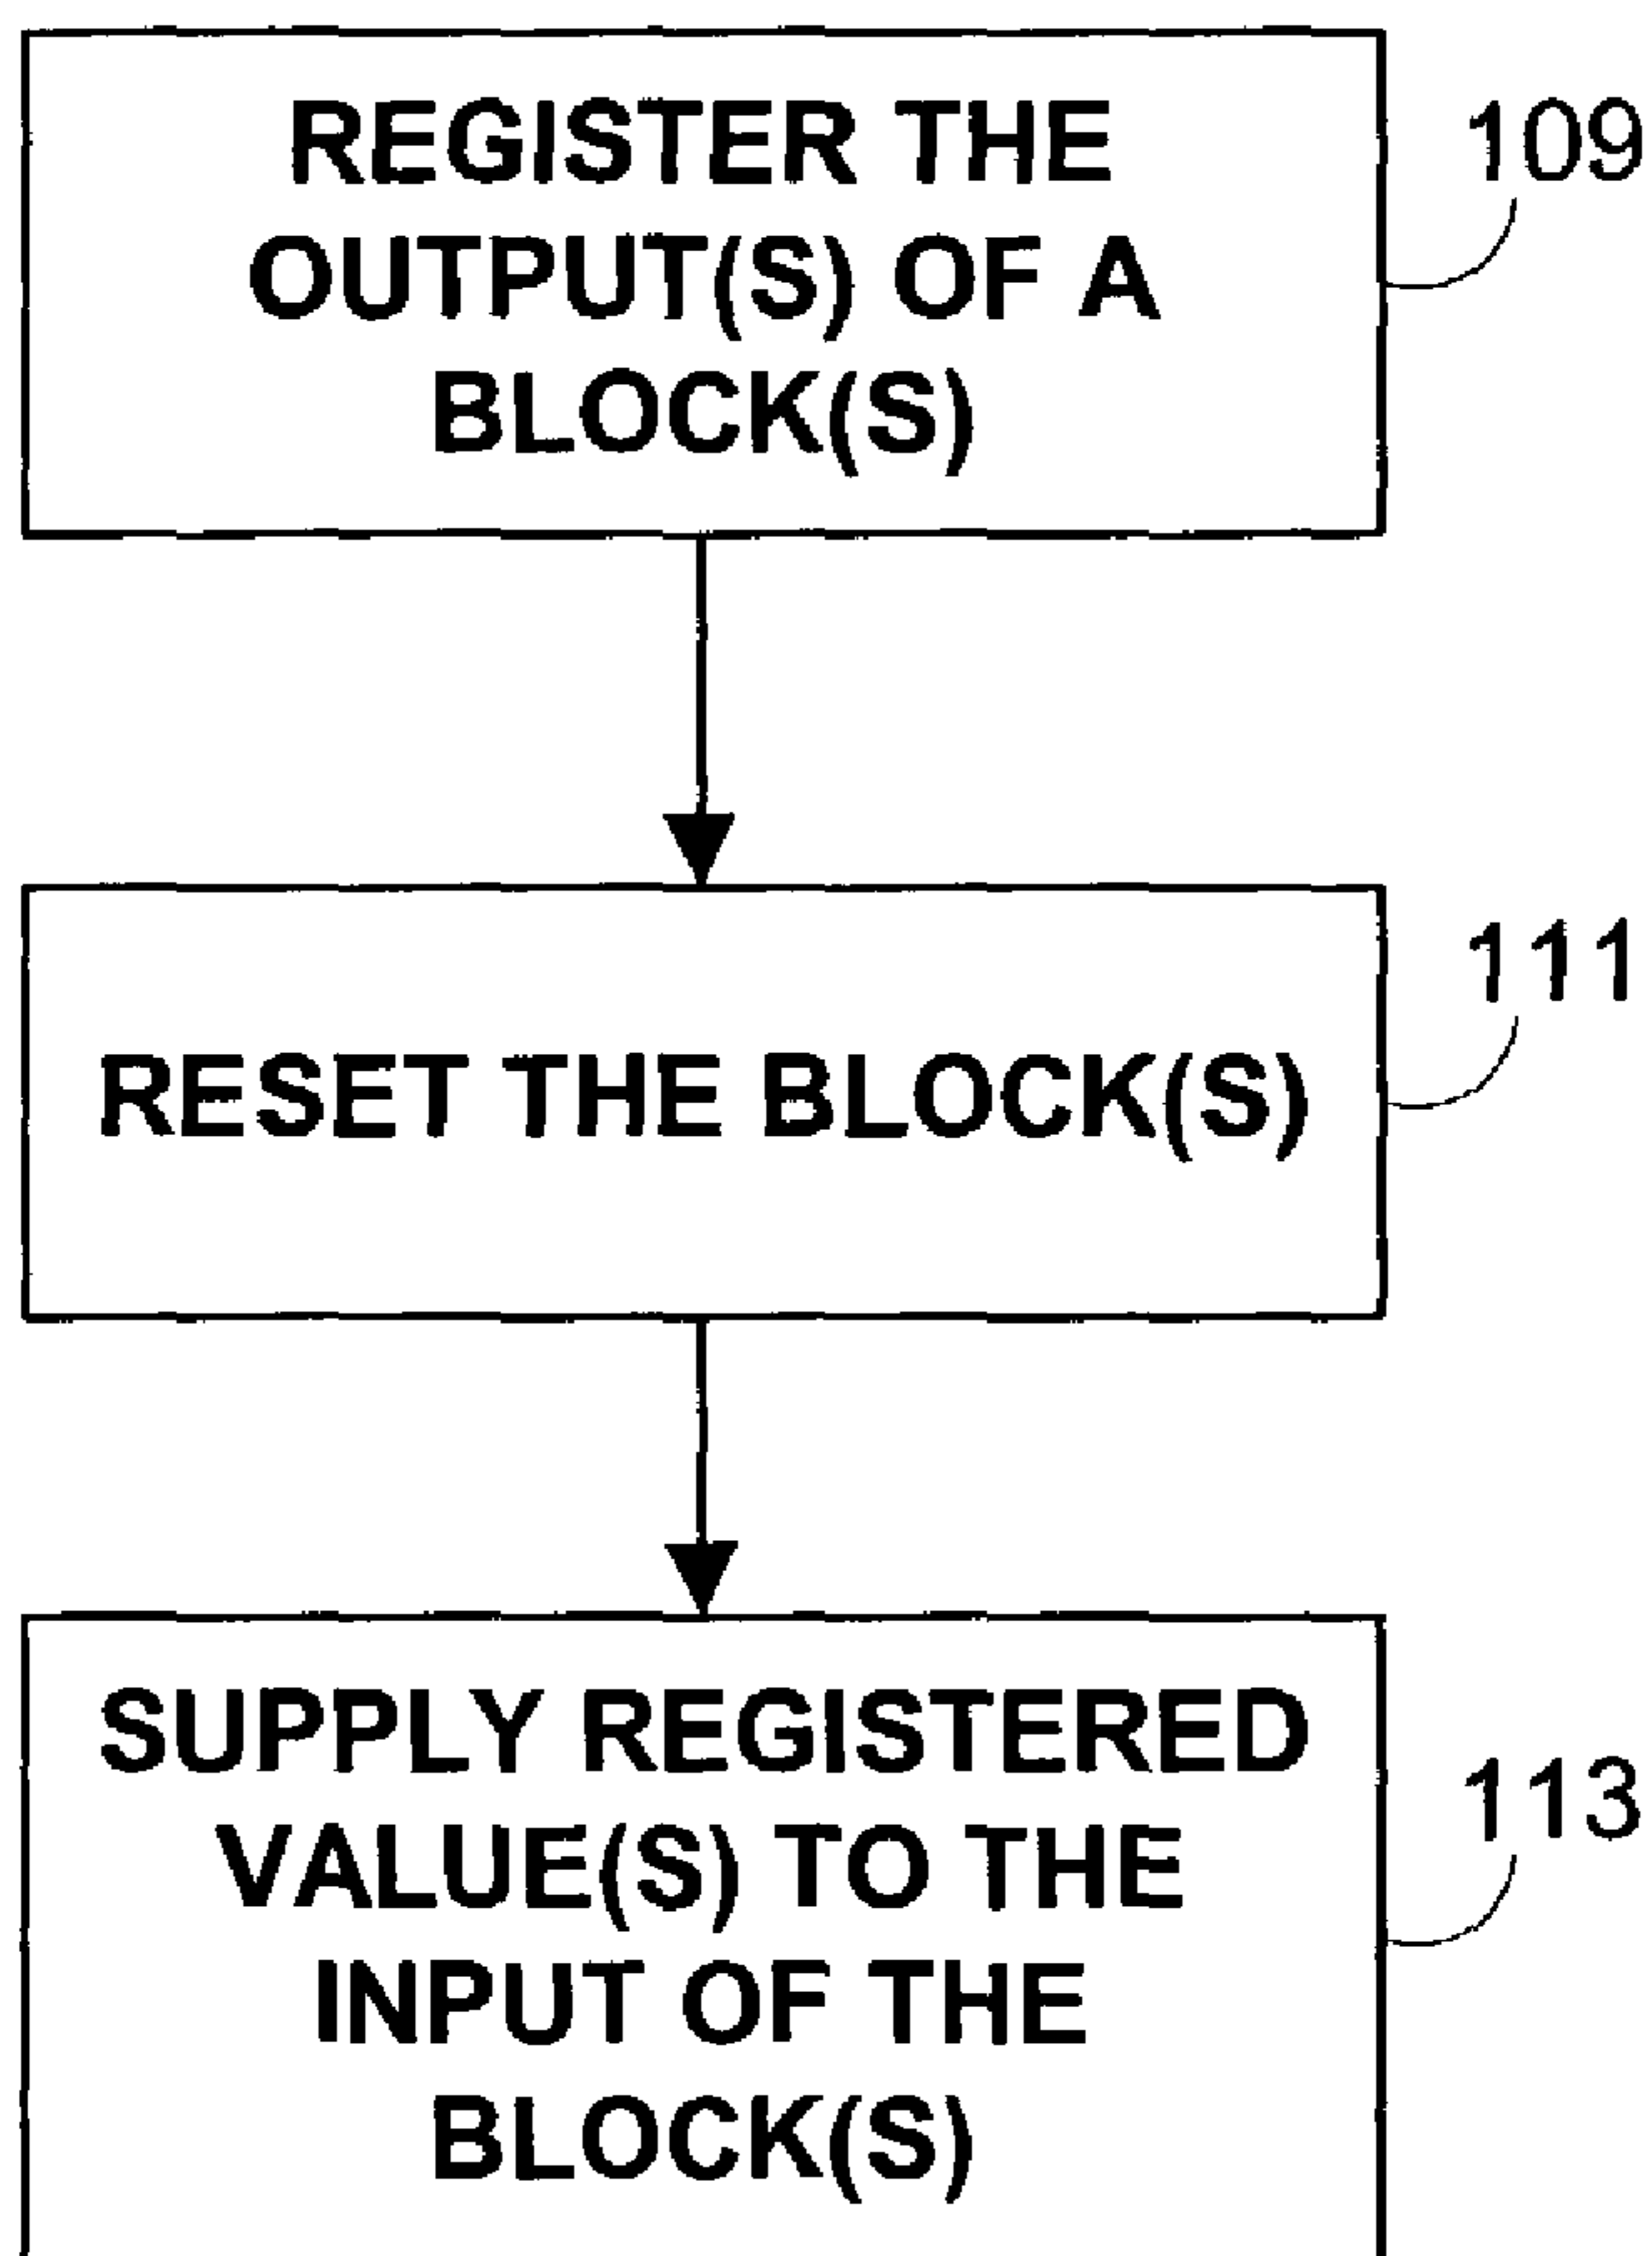 REGISTER THE
OUTPUT(S) OF A
BLOCK(S)
109
RESET THE BLOCK(S)
111
SUPPLY REGISTERED
VALUE(S) TO THE
INPUT OF THE
BLOCK(S)
113